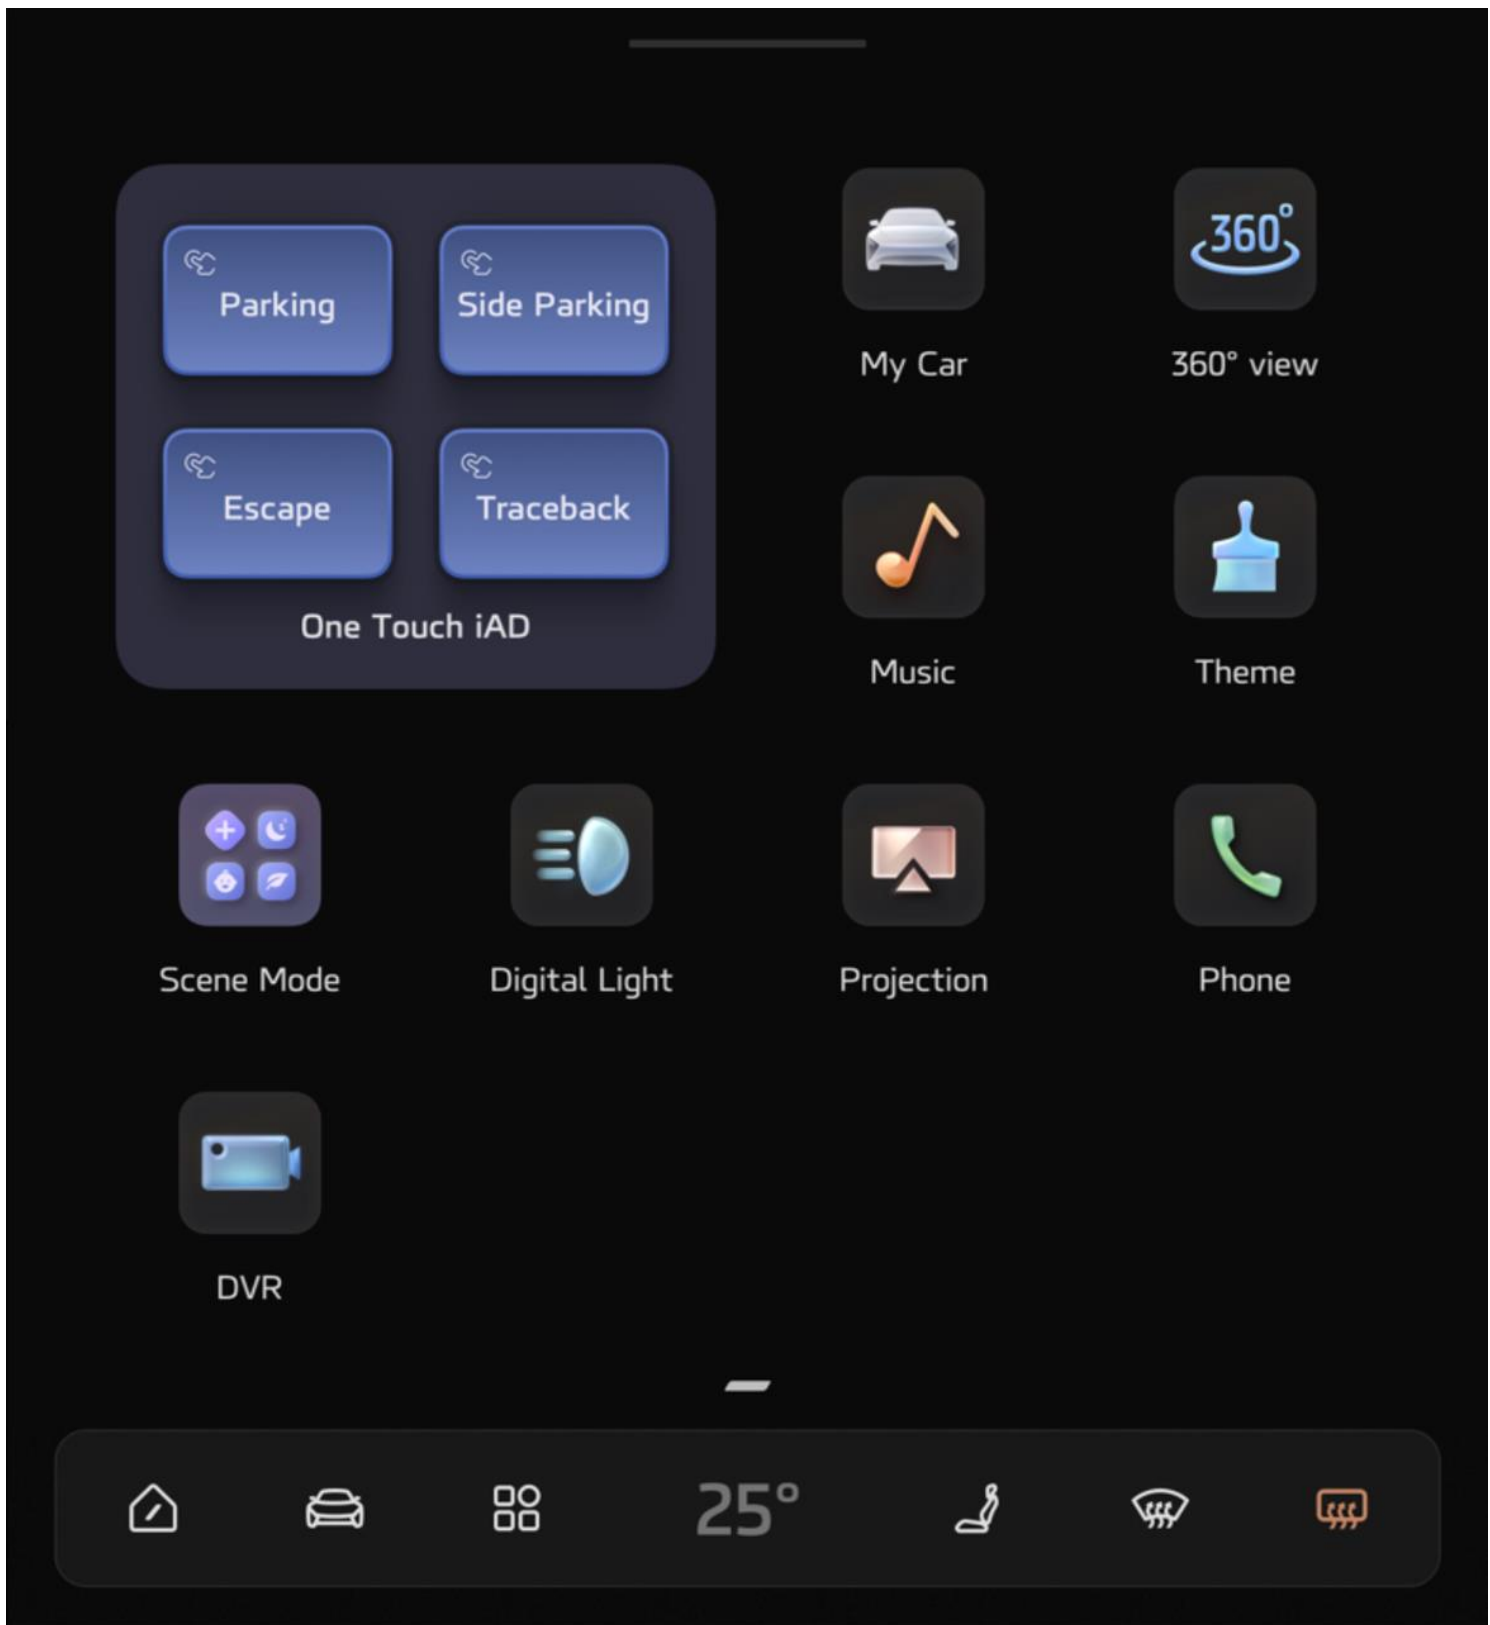 Parking
Side Parking
Escape
Traceback
One Touch iAD
360°
My Car
360° view
Music
Theme
Scene Mode
Digital Light
Projection
Phone
DVR
25°